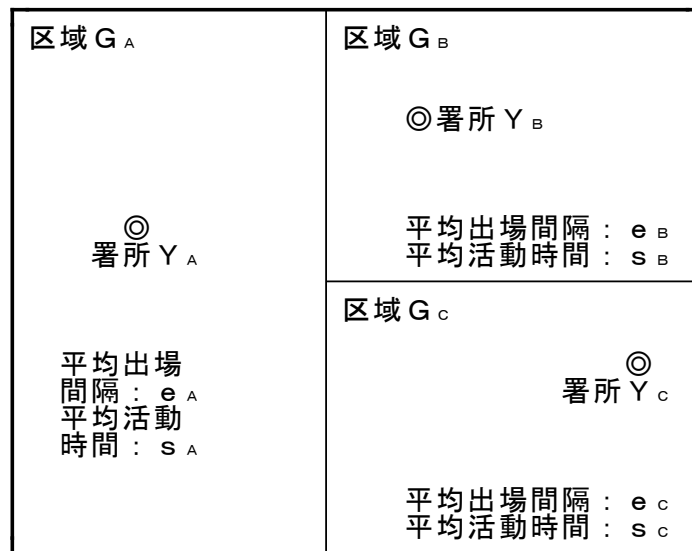 区域ＧA
◎
署所ＹA
平均出場
間隔：ｅA
平均活動
時間：ｓA
区域ＧB
◎署所ＹB
平均出場間隔：ｅB
平均活動時間：ｓB
区域ＧC
◎
署所ＹC
平均出場間隔：ｅC
平均活動時間：ｓC